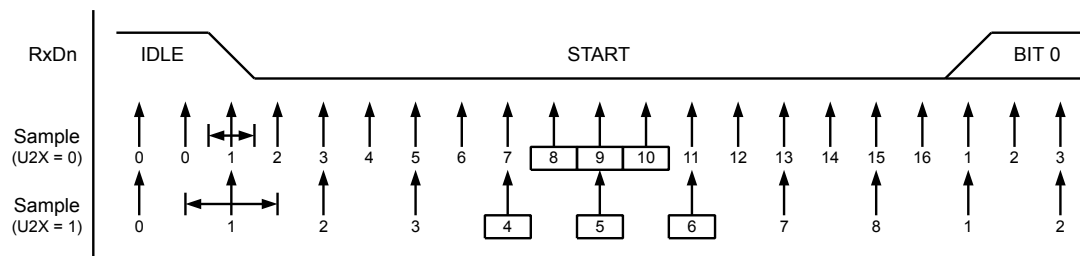 RxDn IDLE START BIT 0
Sample
(U2X = 0) 0 0 1 2 3 4 5 6 7 8 9 10 11 12 13 14 15 16 1 2 3
Sample
(U2X = 1) 0 1 2 3 4 5 6 7 8 1 2